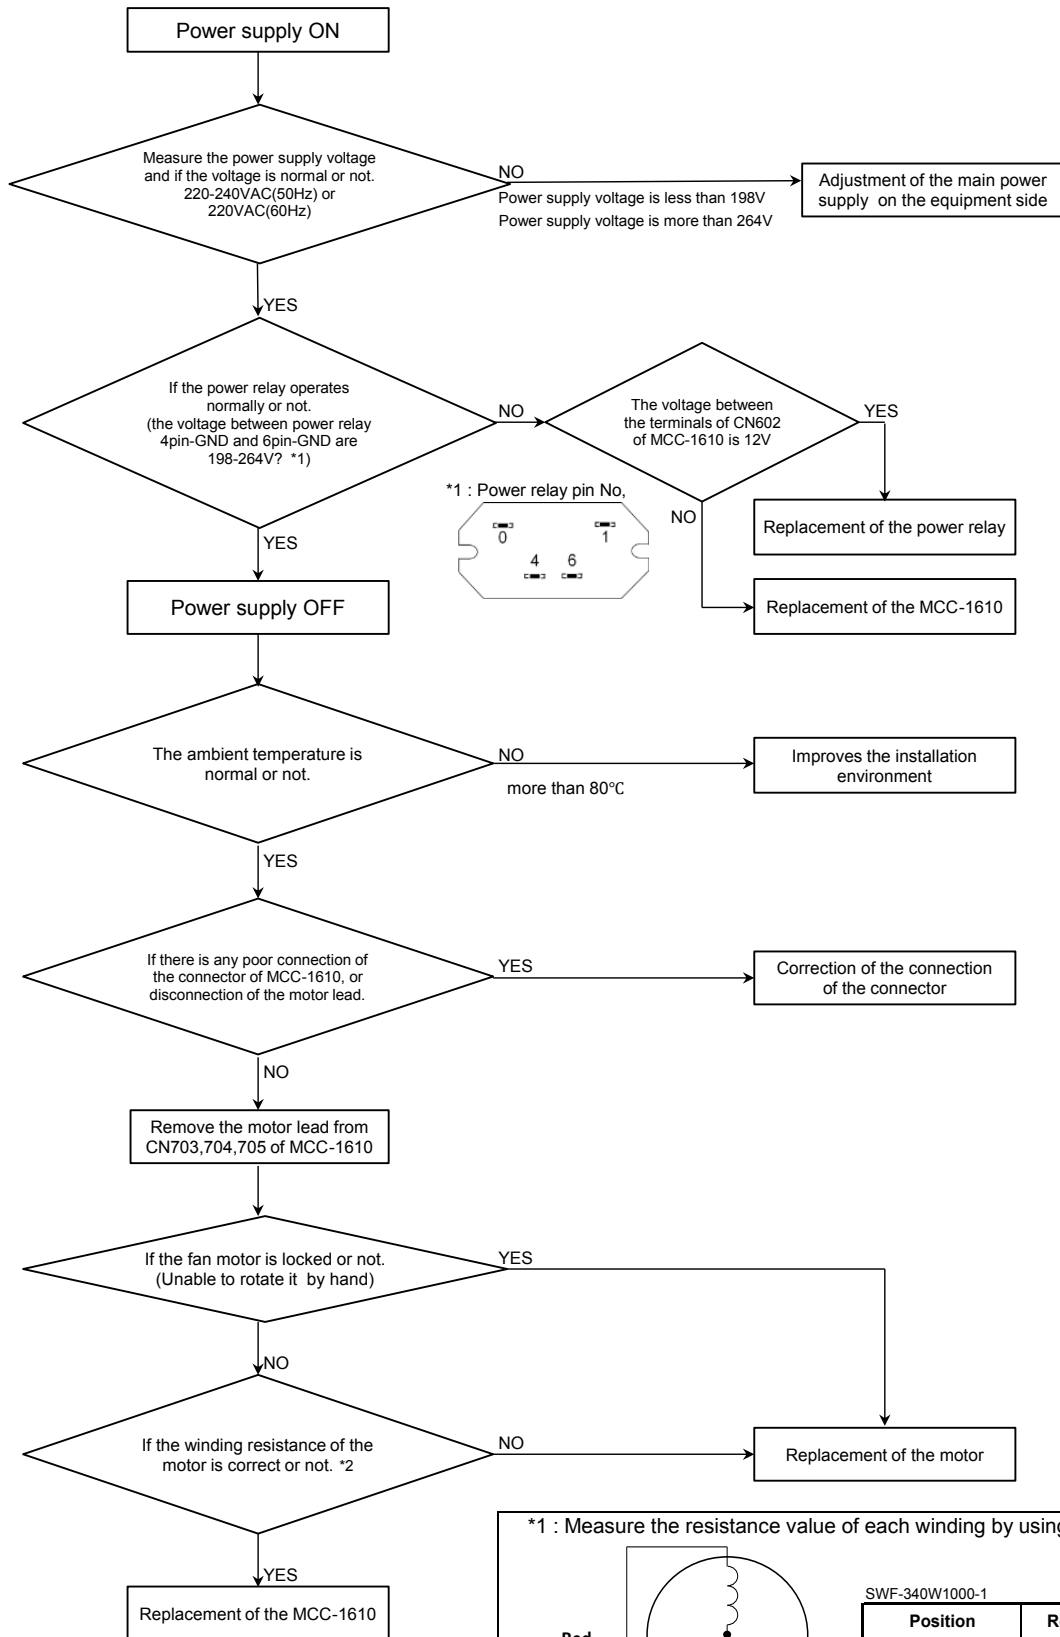 Power supply ON
Measure the power supply voltage
and if the voltage is normal or not.
220-240VAC(50Hz) or
220VAC(60Hz)
NO
Power supply voltage is less than 198V
Power supply voltage is more than 264V
Adjustment of the main power
supply on the equipment side
YES
If the power relay operates
normally or not.
(the voltage between power relay
4pin-GND and 6pin-GND are
198-264V? *1)
NO
The voltage between
the terminals of CN602
of MCC-1610 is 12V
YES
*1 : Power relay pin No,
0
1
4 6
NO
Replacement of the power relay
Replacement of the MCC-1610
YES
Power supply OFF
The ambient temperature is
normal or not.
NO
more than 80℃
Improves the installation
environment
YES
If there is any poor connection of
the connector of MCC-1610, or
disconnection of the motor lead.
YES
Correction of the connection
of the connector
NO
Remove the motor lead from
CN703,704,705 of MCC-1610
If the fan motor is locked or not.
(Unable to rotate it by hand)
YES
NO
If the winding resistance of the
motor is correct or not. *2
NO
Replacement of the motor
YES
Replacement of the MCC-1610
*1 : Measure the resistance value of each winding by using
SWF-340W1000-1
Position
Red